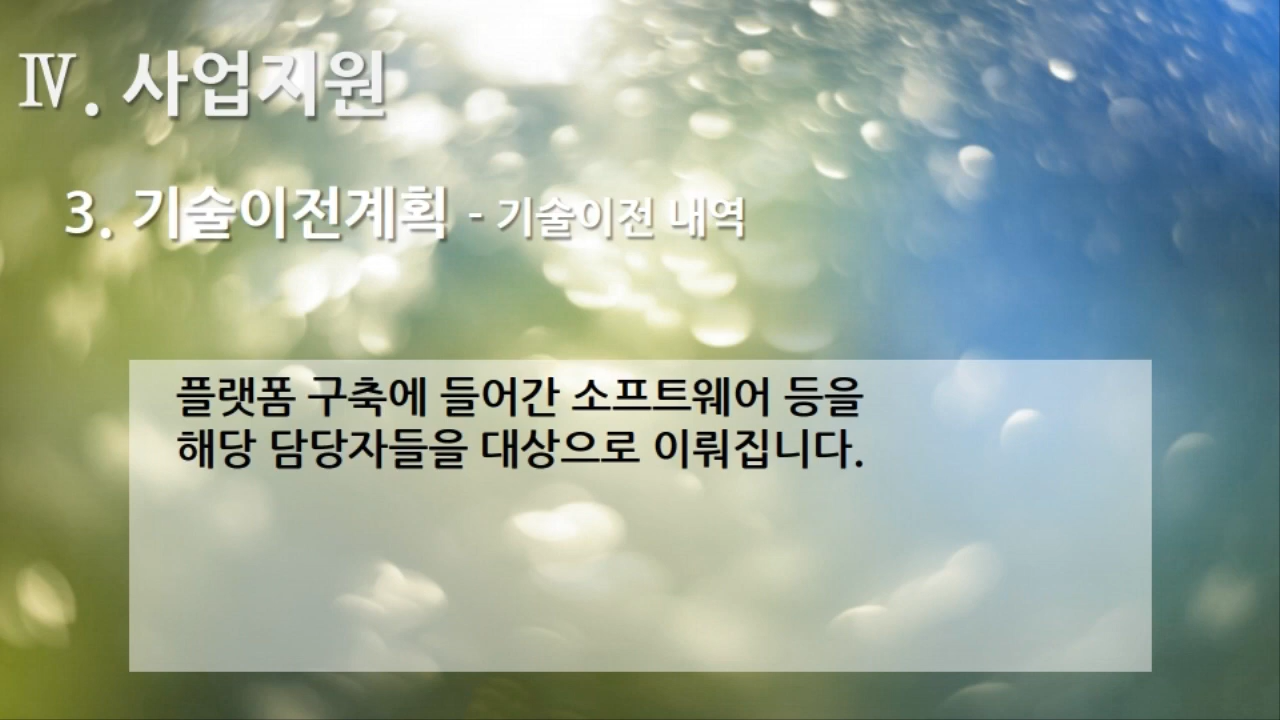 Ⅳ. 사업지원
3. 기술이전계획 - 기술이전 내역
플랫폼 구축에 들어간 소프트웨어 등을
해당 담당자들을 대상으로 이뤄집니다.